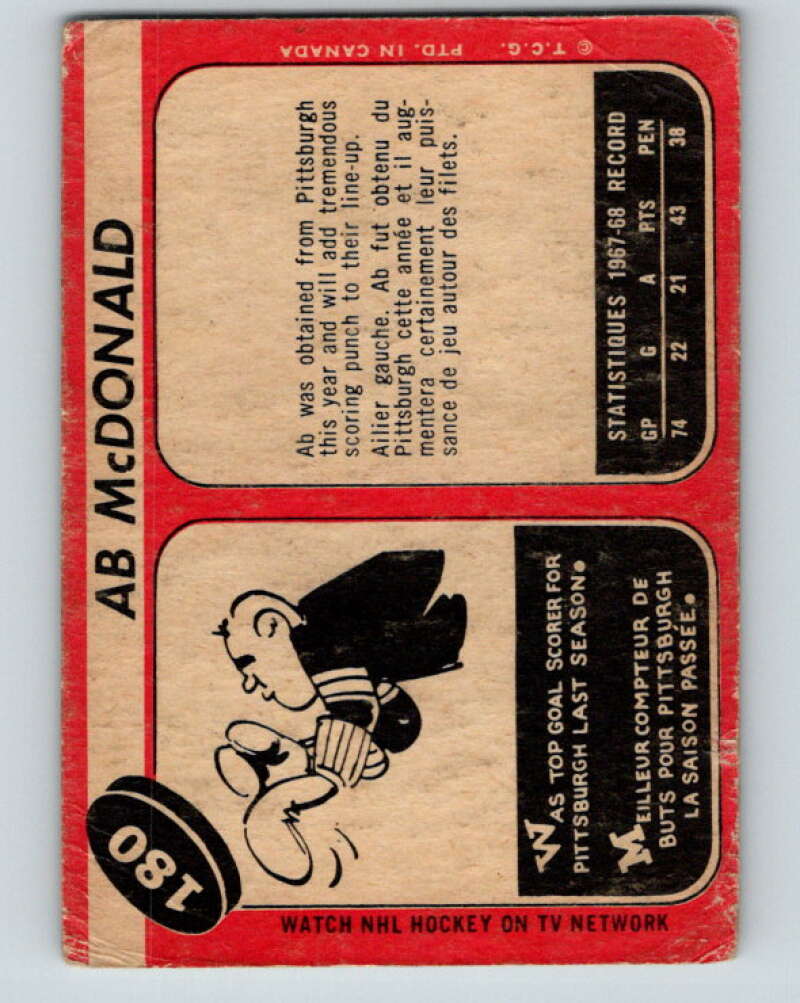 180
AB McDONALD
WAS TOP GOAL SCORER FOR
PITTSBURGH LAST SEASON.
MEILLEUR COMPTEUR DE
BUTS POUR PITTSBURGH
LA SAISON PASSÉE.
Ab was obtained from Pittsburgh
this year and will add tremendous
scoring punch to their line-up.
Ailier gauche. Ab fut obtenu du
Pittsburgh cette année et il aug-
mentera certainement leur puis-
sance de jeu autour des filets.
STATISTIQUES 1967-68 RECORD
GP G A PTS PEN
74 22 21 43 38
WATCH NHL HOCKEY ON TV NETWORK
© T.C.G. PTD. IN CANADA